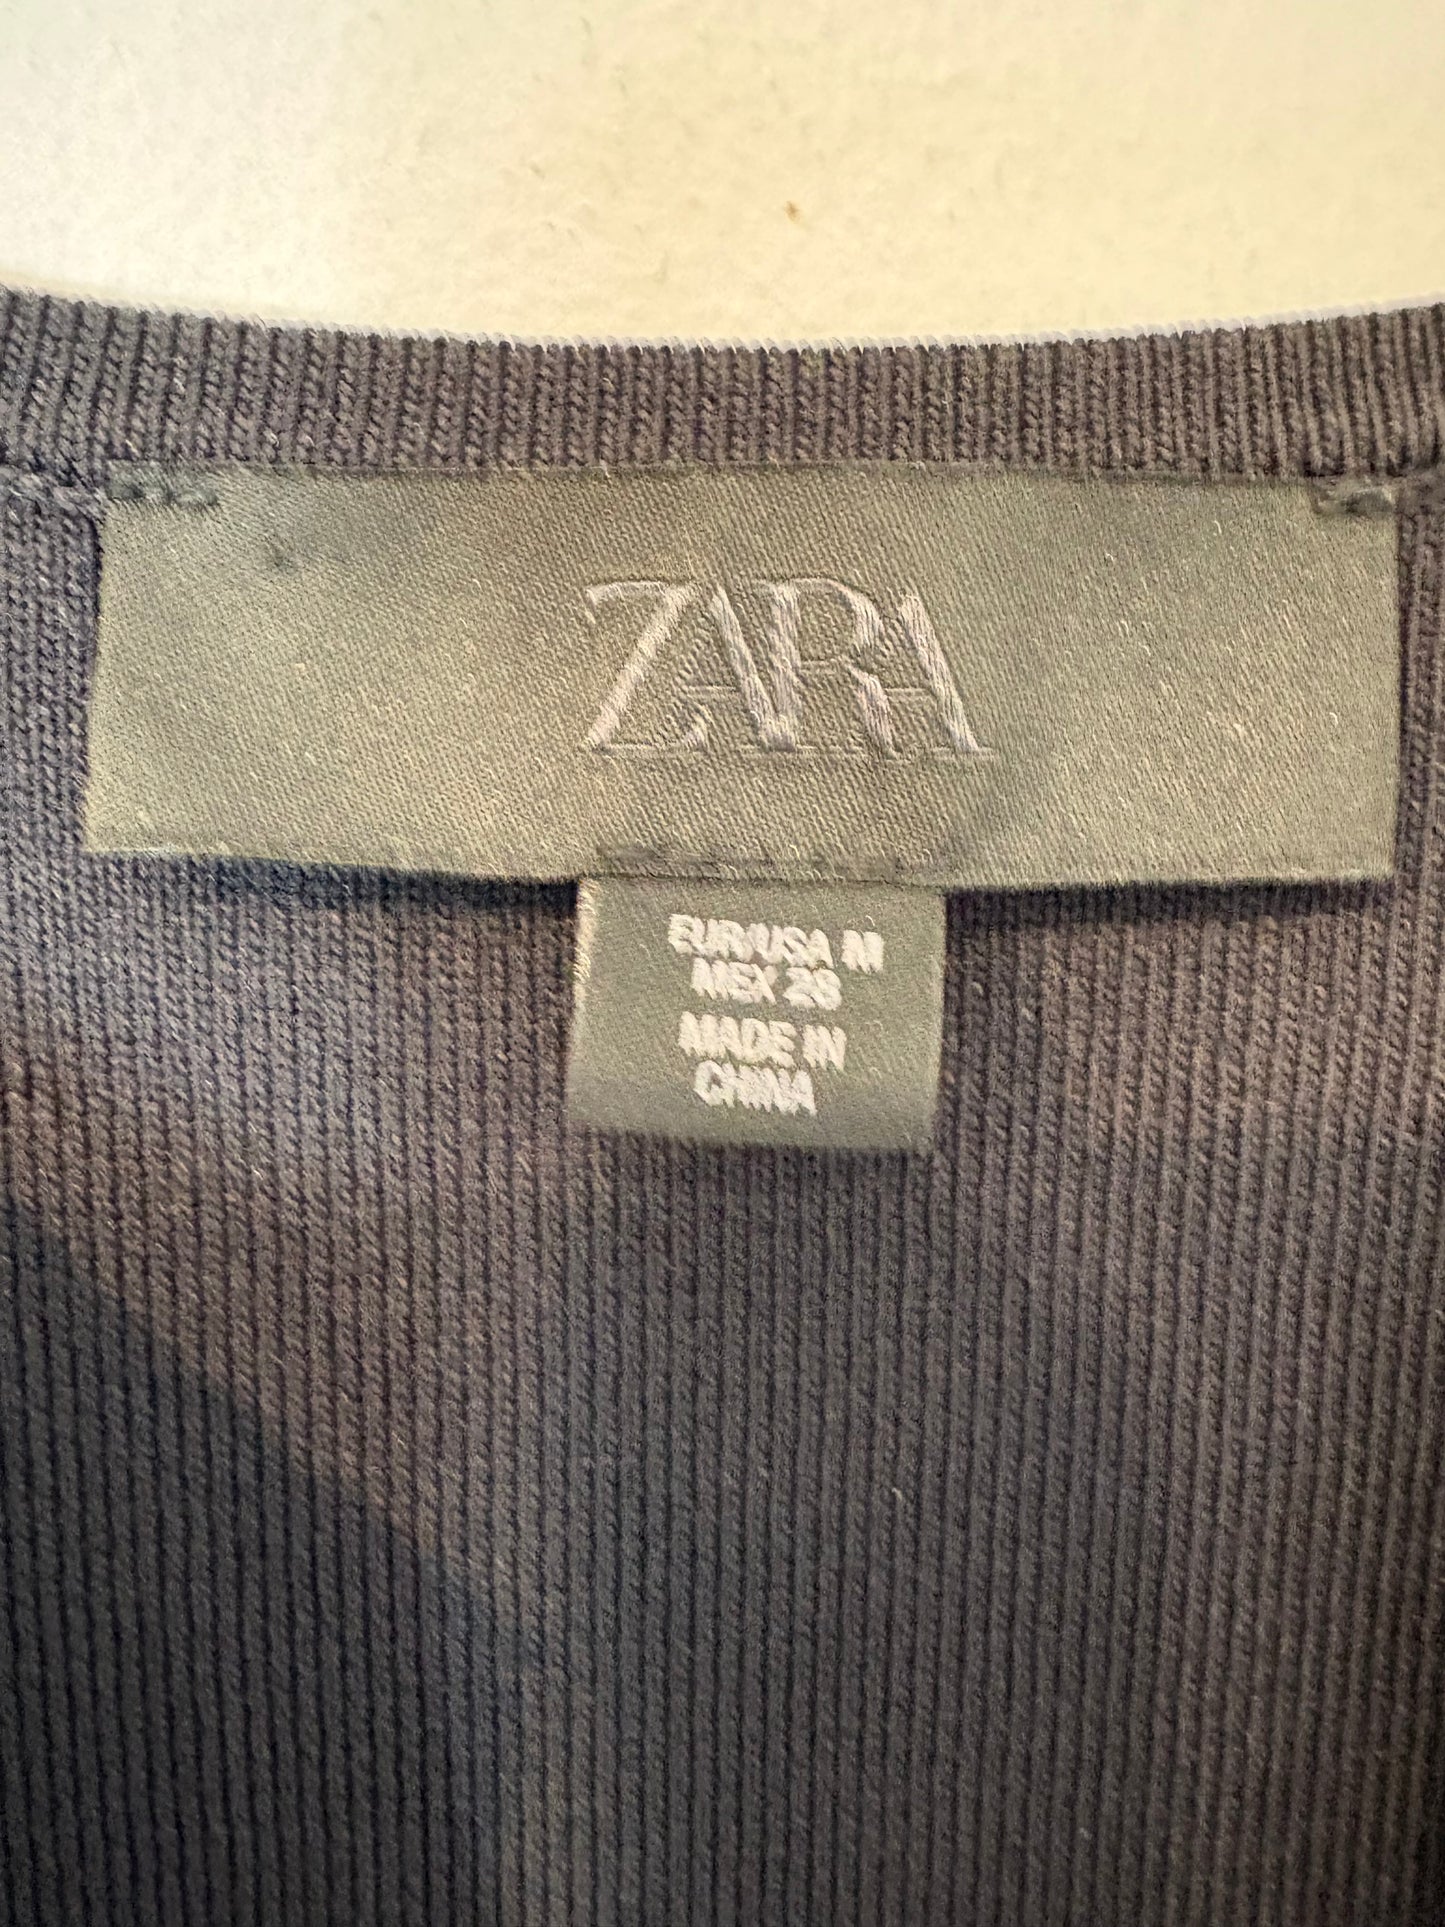 ZARA
EUR/USA M
MEX 28
MADE IN
CHINA